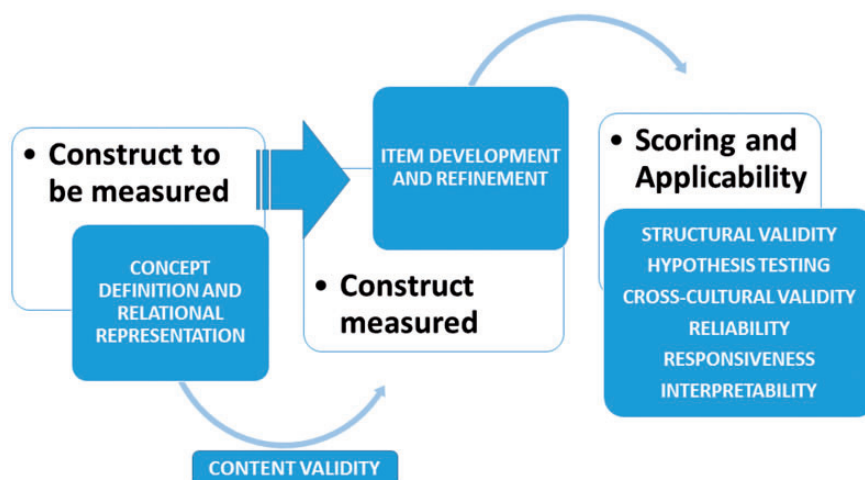 • Construct to
be measured
CONCEPT
DEFINITION AND
RELATIONAL
REPRESENTATION
CONTENT VALIDITY
ITEM DEVELOPMENT
AND REFINEMENT
• Construct
measured
• Scoring and
Applicability
STRUCTURAL VALIDITY
HYPOTHESIS TESTING
CROSS-CULTURAL VALIDITY
RELIABILITY
RESPONSIVENESS
INTERPRETABILITY